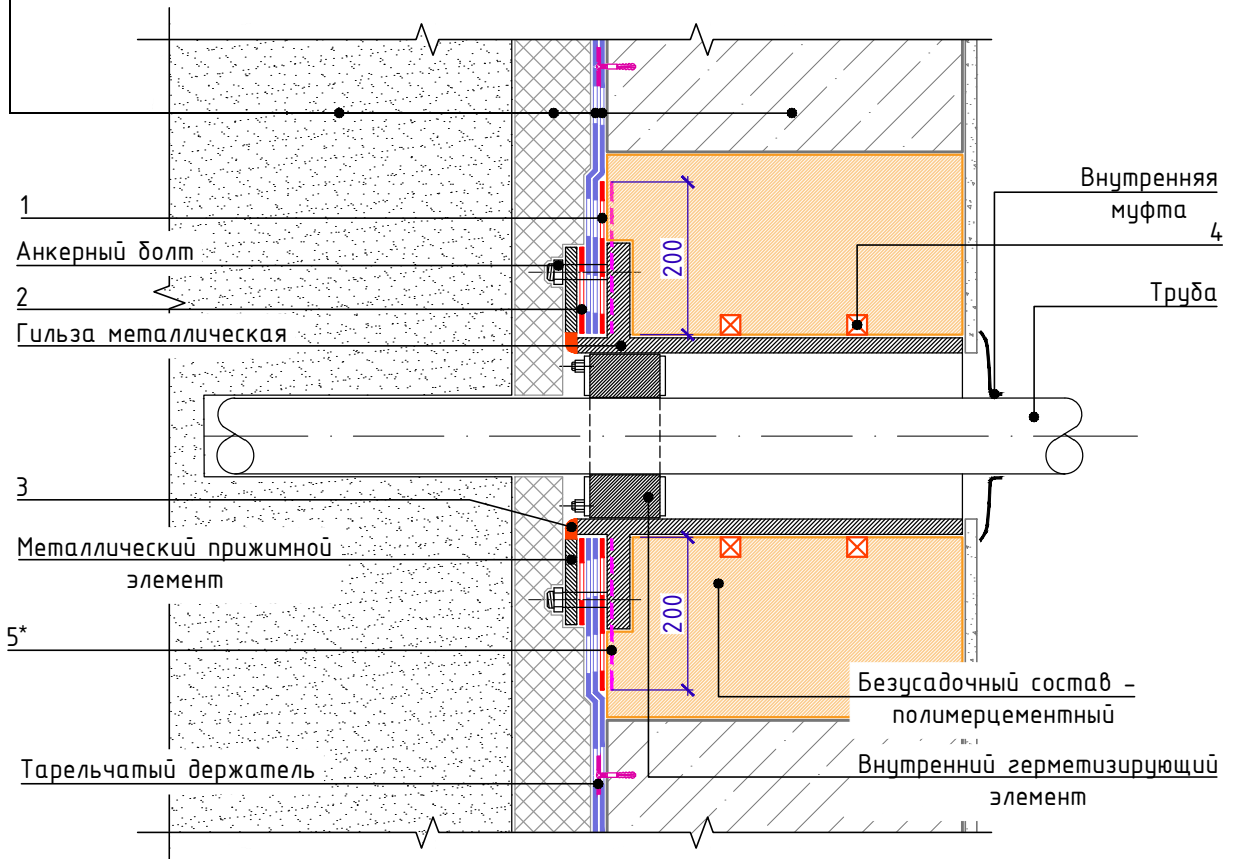 1
Анкерный болт
2
Гильза металлическая
3
Металлический прижимной
элемент
5*
Тарельчатый держатель
200
200
Внутренняя
муфта
4
Труба
Безусадочный состав –
полимерцементный
Внутренний герметизирующий
элемент